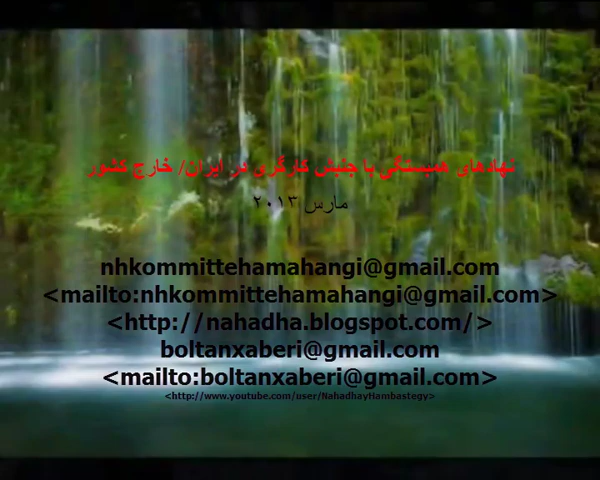 نهادهای همبستگی با جنبش کارگری در ایران/ خارج کشور
مارس ۲۰۱۳
nhkommittehamahangi@gmail.com
<mailto:nhkommittehamahangi@gmail.com>
<http://nahadha.blogspot.com/>
boltanxaberi@gmail.com
<mailto:boltanxaberi@gmail.com>
<http://www.youtube.com/user/NahadhayHambastegy>